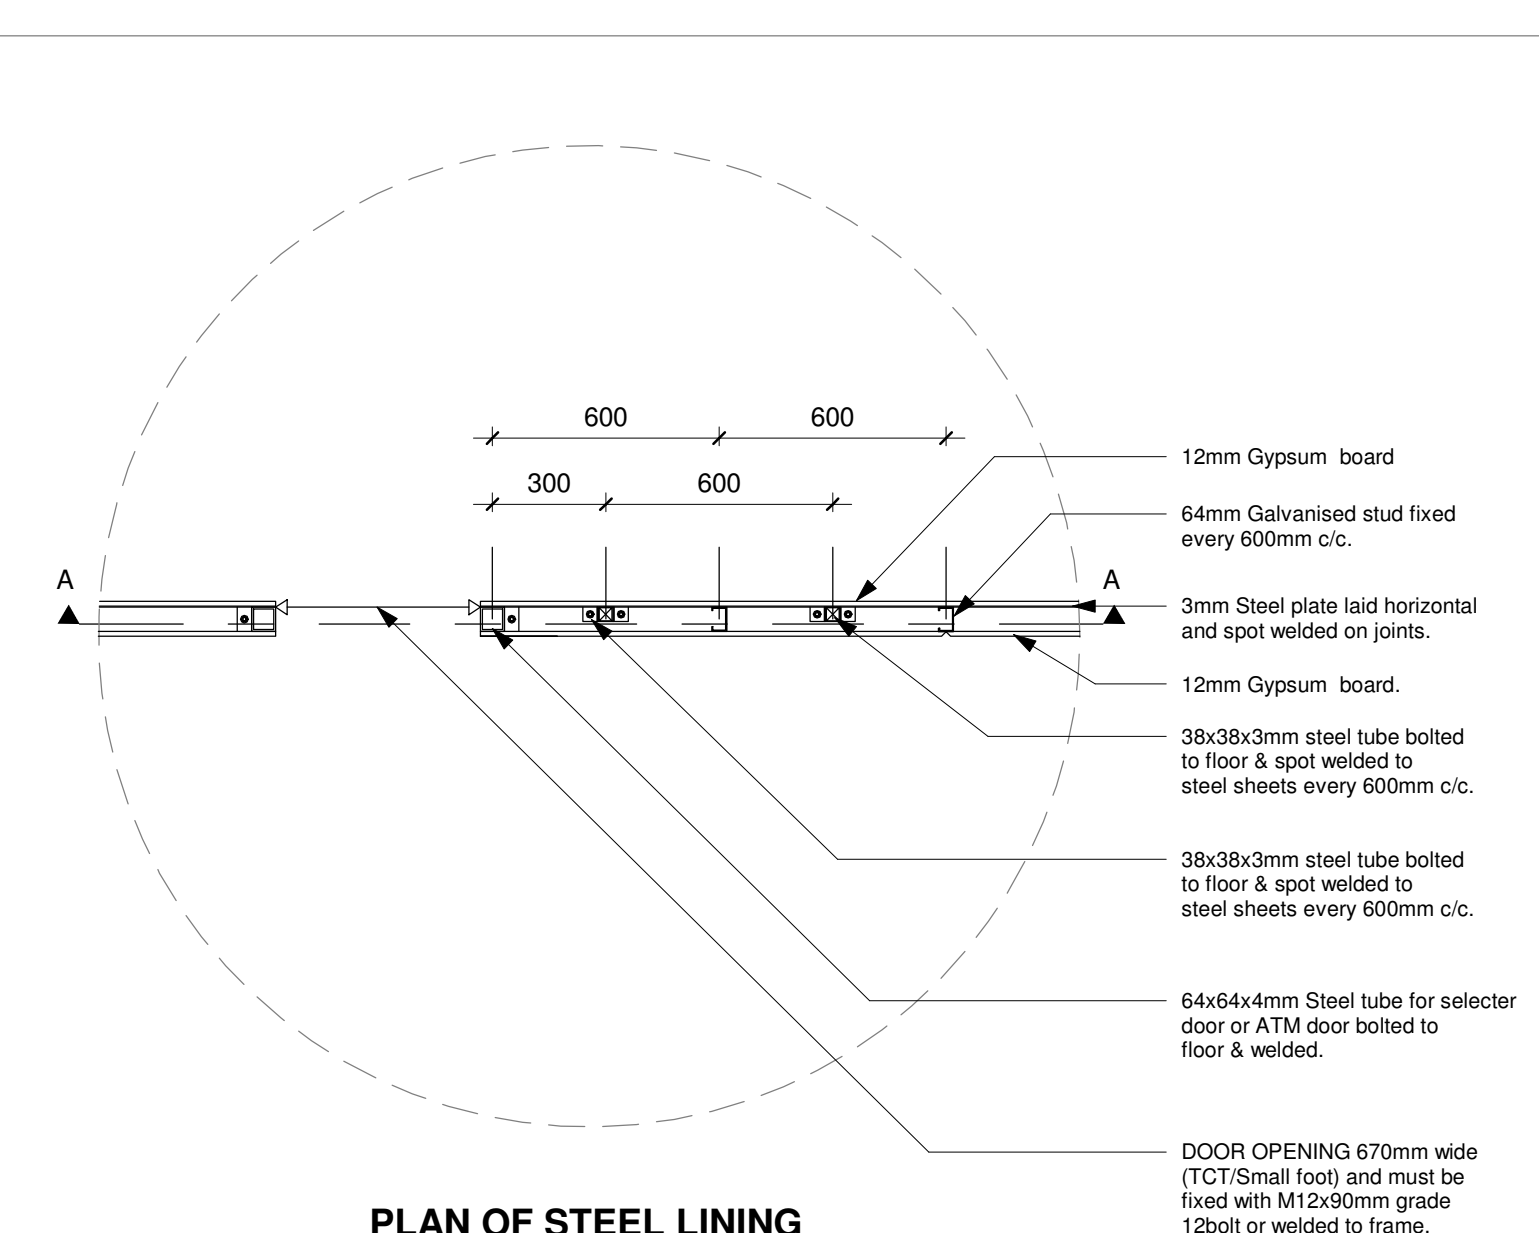 600
600
12mm Gypsum board
300
600
64mm Galvanised stud fixed
every 600mm c/c.
A
A
3mm Steel plate laid horizontal
and spot welded on joints.
12mm Gypsum board.
38x38x3mm steel tube bolted
to floor & spot welded to
steel sheets every 600mm c/c.
38x38x3mm steel tube bolted
to floor & spot welded to
steel sheets every 600mm c/c.
64x64x4mm Steel tube for selecter
door or ATM door bolted to
floor & welded.
DOOR OPENING 670mm wide
(TCT/Small foot) and must be
fixed with M12x90mm grade
12bolt or welded to frame.
PLAN OF STEEL LINING